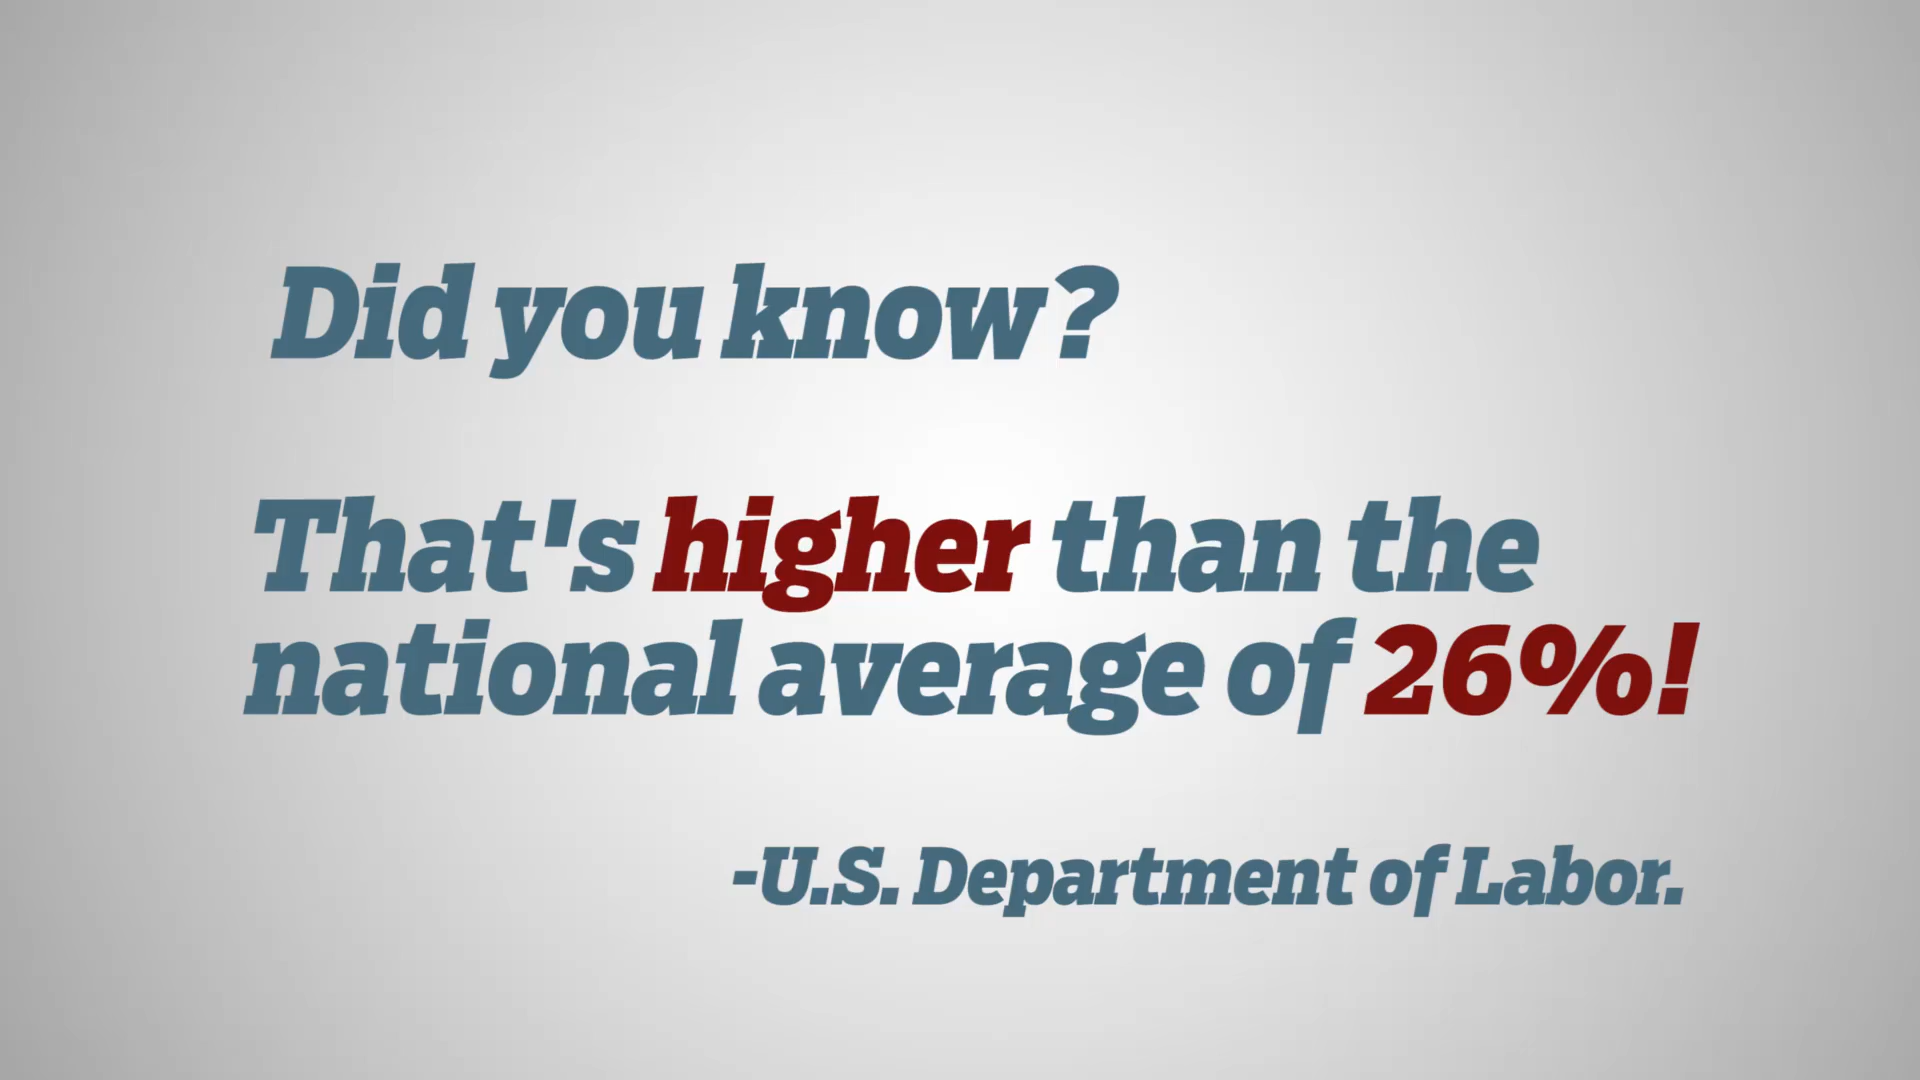 Did you know?
That's higher than the
national average of 26%!
-U.S. Department of Labor.